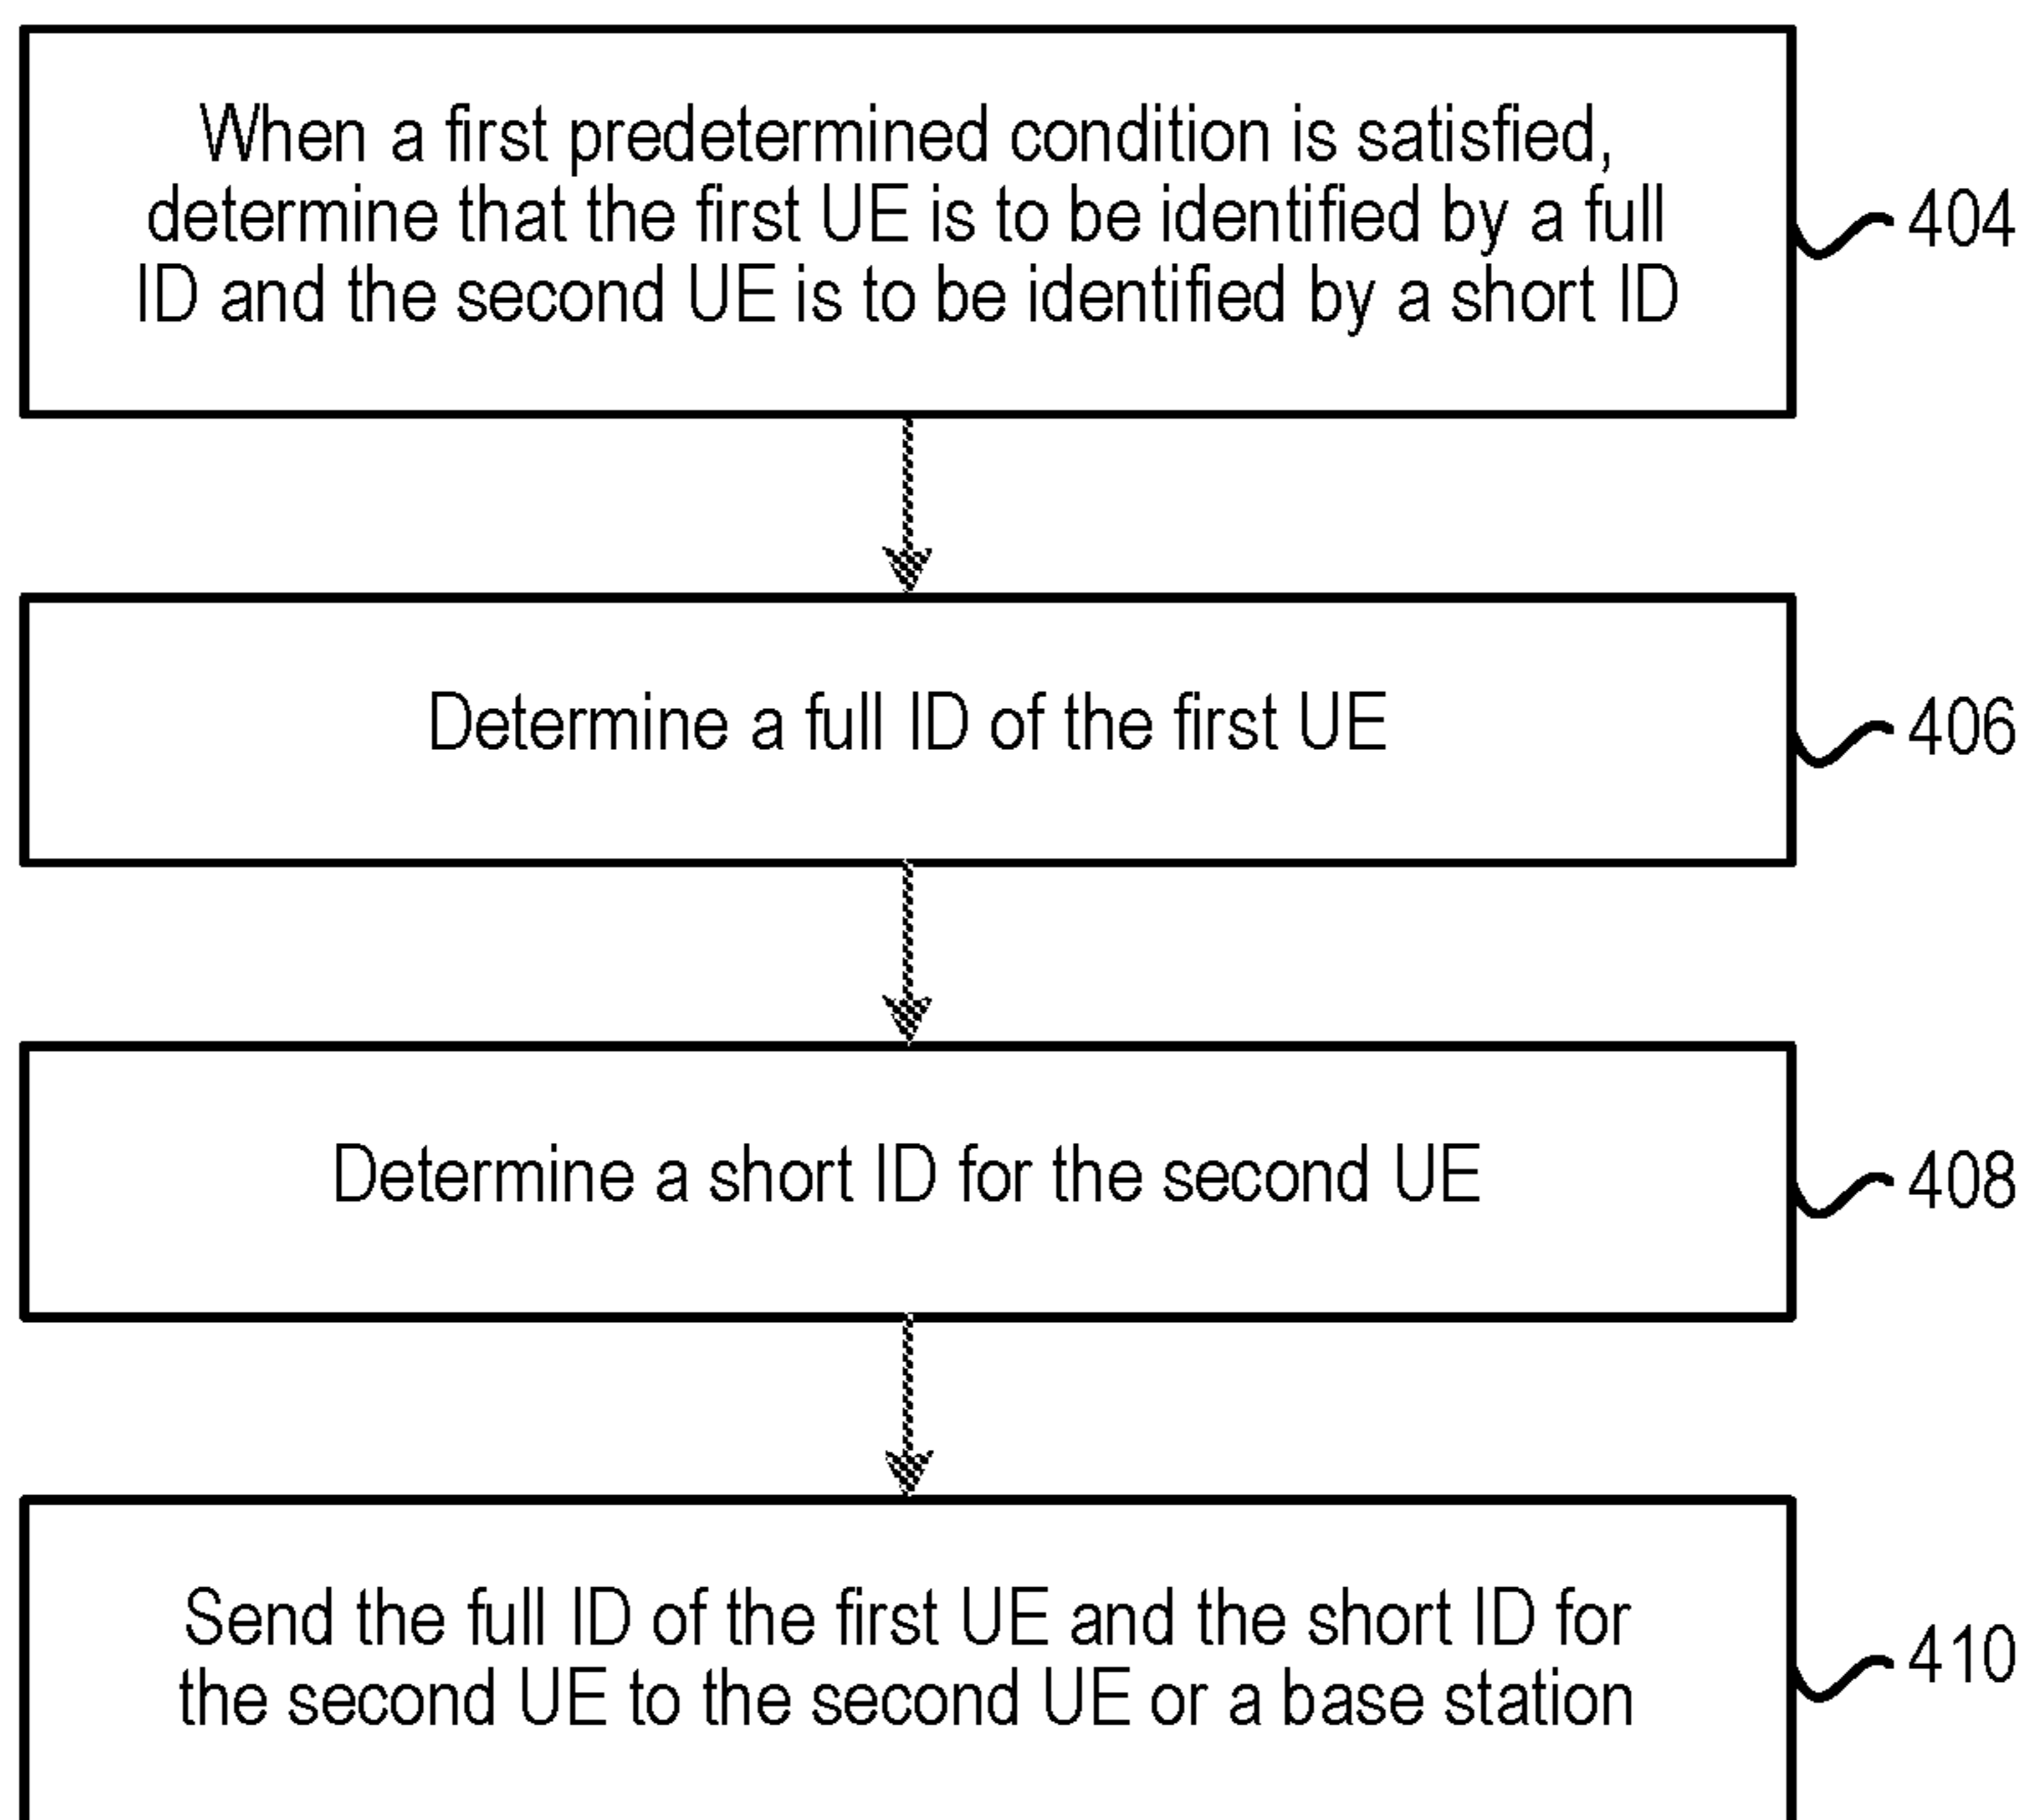 When a first predetermined condition is satisfied,
determine that the first UE is to be identified by a full
ID and the second UE is to be identified by a short ID
404
Determine a full ID of the first UE
406
Determine a short ID for the second UE
408
Send the full ID of the first UE and the short ID for
the second UE to the second UE or a base station
410